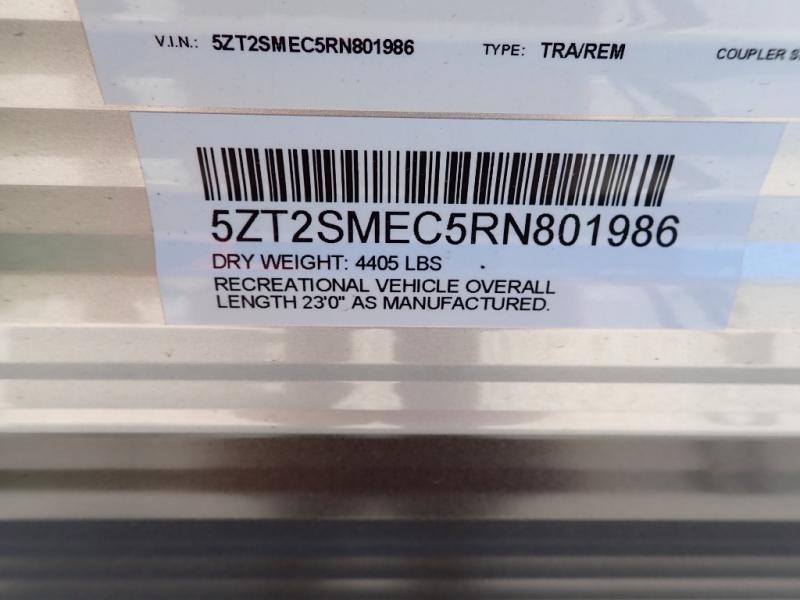 V.I.N.: 5ZT2SMEC5RN801986 TYPE: TRA/REM COUPLER
5ZT2SMEC5RN801986
DRY WEIGHT: 4405 LBS
RECREATIONAL VEHICLE OVERALL
LENGTH 23'0" AS MANUFACTURED.